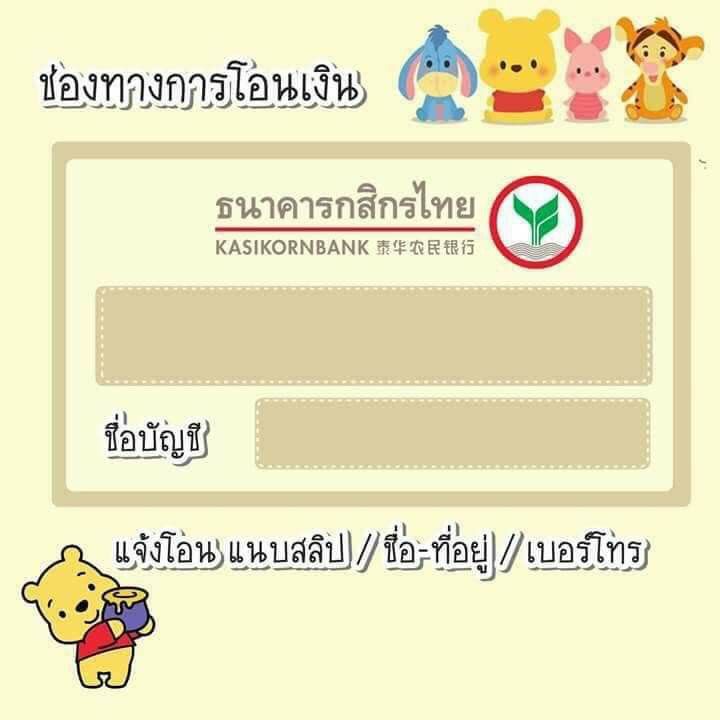 ช่องทางการโอนเงิน
ธนาคารกสิกรไทย
KASIKORNBANK 泰华农民银行
ชื่อบัญชี
แจ้งโอน แนบสลิป / ชื่อ-ที่อยู่ / เบอร์โทร